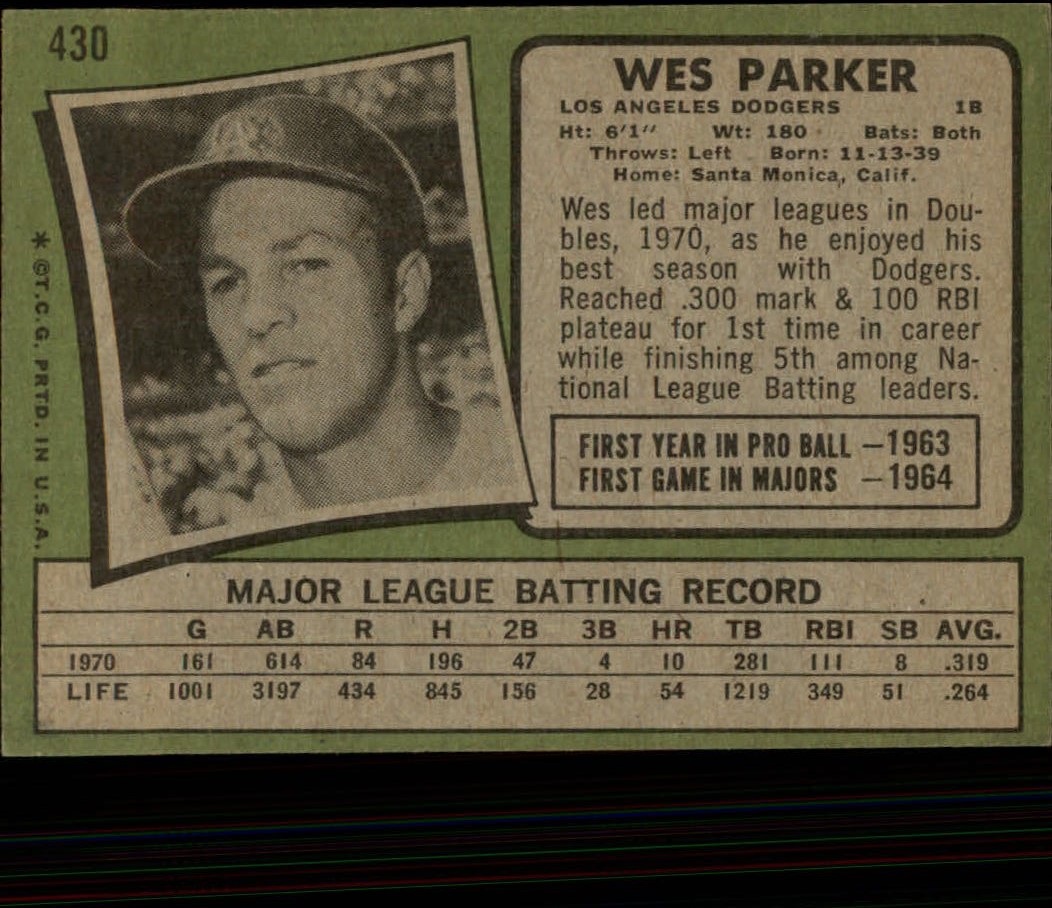 430
WES PARKER
LOS ANGELES DODGERS 1B
Ht: 6'1" Wt: 180 Bats: Both
Throws: Left Born: 11-13-39
Home: Santa Monica, Calif.
Wes led major leagues in Dou-
bles, 1970, as he enjoyed his
best season with Dodgers.
Reached .300 mark & 100 RBI
plateau for 1st time in career
while finishing 5th among Na-
tional League Batting leaders.
FIRST YEAR IN PRO BALL —1963
FIRST GAME IN MAJORS —1964
* ©T.C.G. PRTD. IN U.S.A.
MAJOR LEAGUE BATTING RECORD
G AB R H 2B 3B HR TB RBI SB AVG.
1970 161 614 84 196 47 4 10 281 111 8 .319
LIFE 1001 3197 434 845 156 28 54 1219 349 51 .264